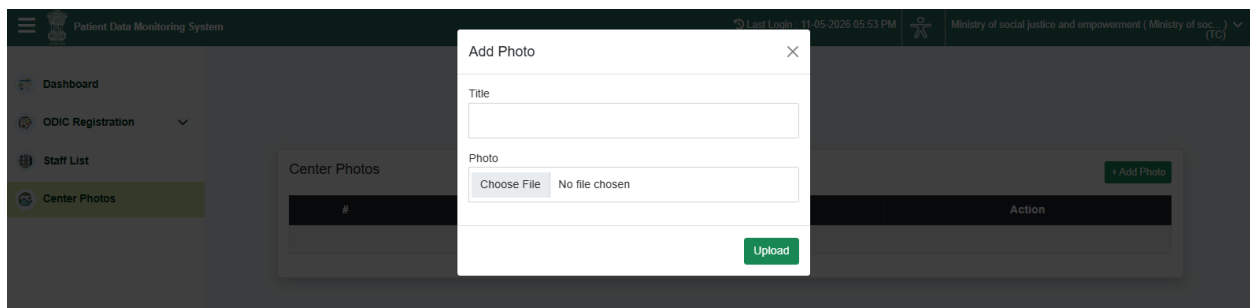 Patient Data Monitoring System
Last Login : 11-05-2026 05:53 PM
Ministry of social justice and empowerment ( Ministry of soc... )
(TC)
Dashboard
ODIC Registration
Staff List
Center Photos
Center Photos
+ Add Photo
#
Action
Add Photo
Title
Photo
Choose File No file chosen
Upload